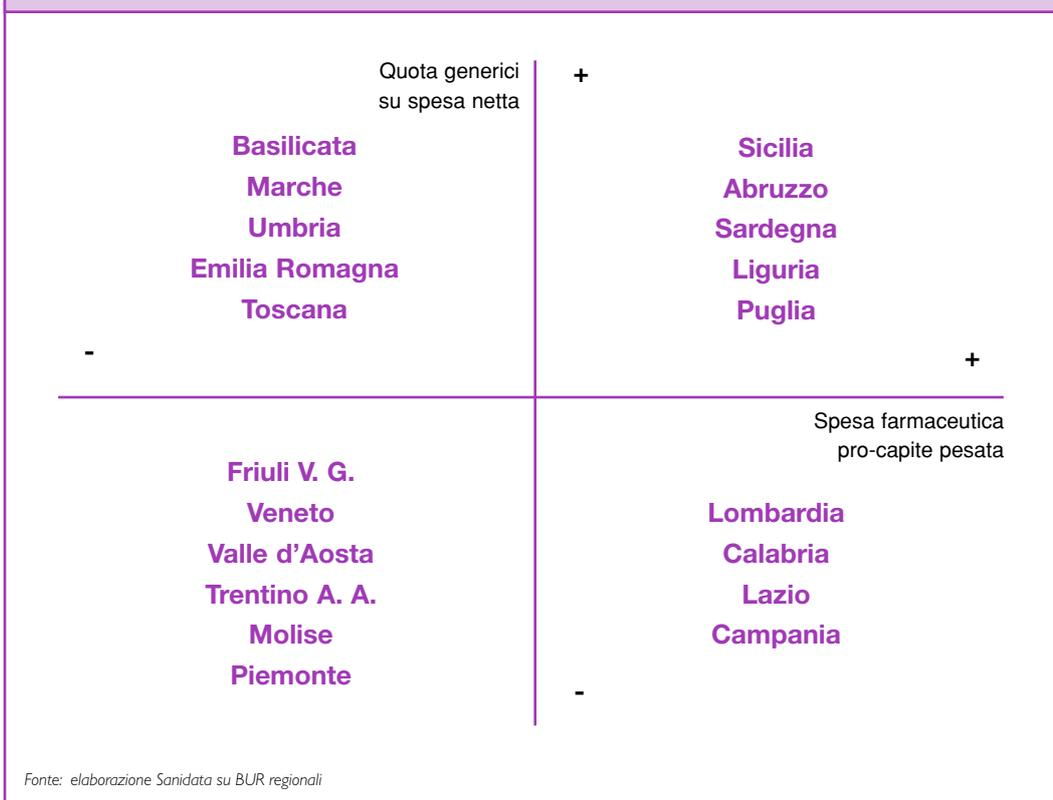 Quota generici
su spesa netta
+
Basilicata
Marche
Umbria
Emilia Romagna
Toscana
-
Sicilia
Abruzzo
Sardegna
Liguria
Puglia
+
Spesa farmaceutica
pro-capite pesata
Friuli V. G.
Veneto
Valle d’Aosta
Trentino A. A.
Molise
Piemonte
Lombardia
Calabria
Lazio
Campania
-
Fonte: elaborazione Sanidata su BUR regionali